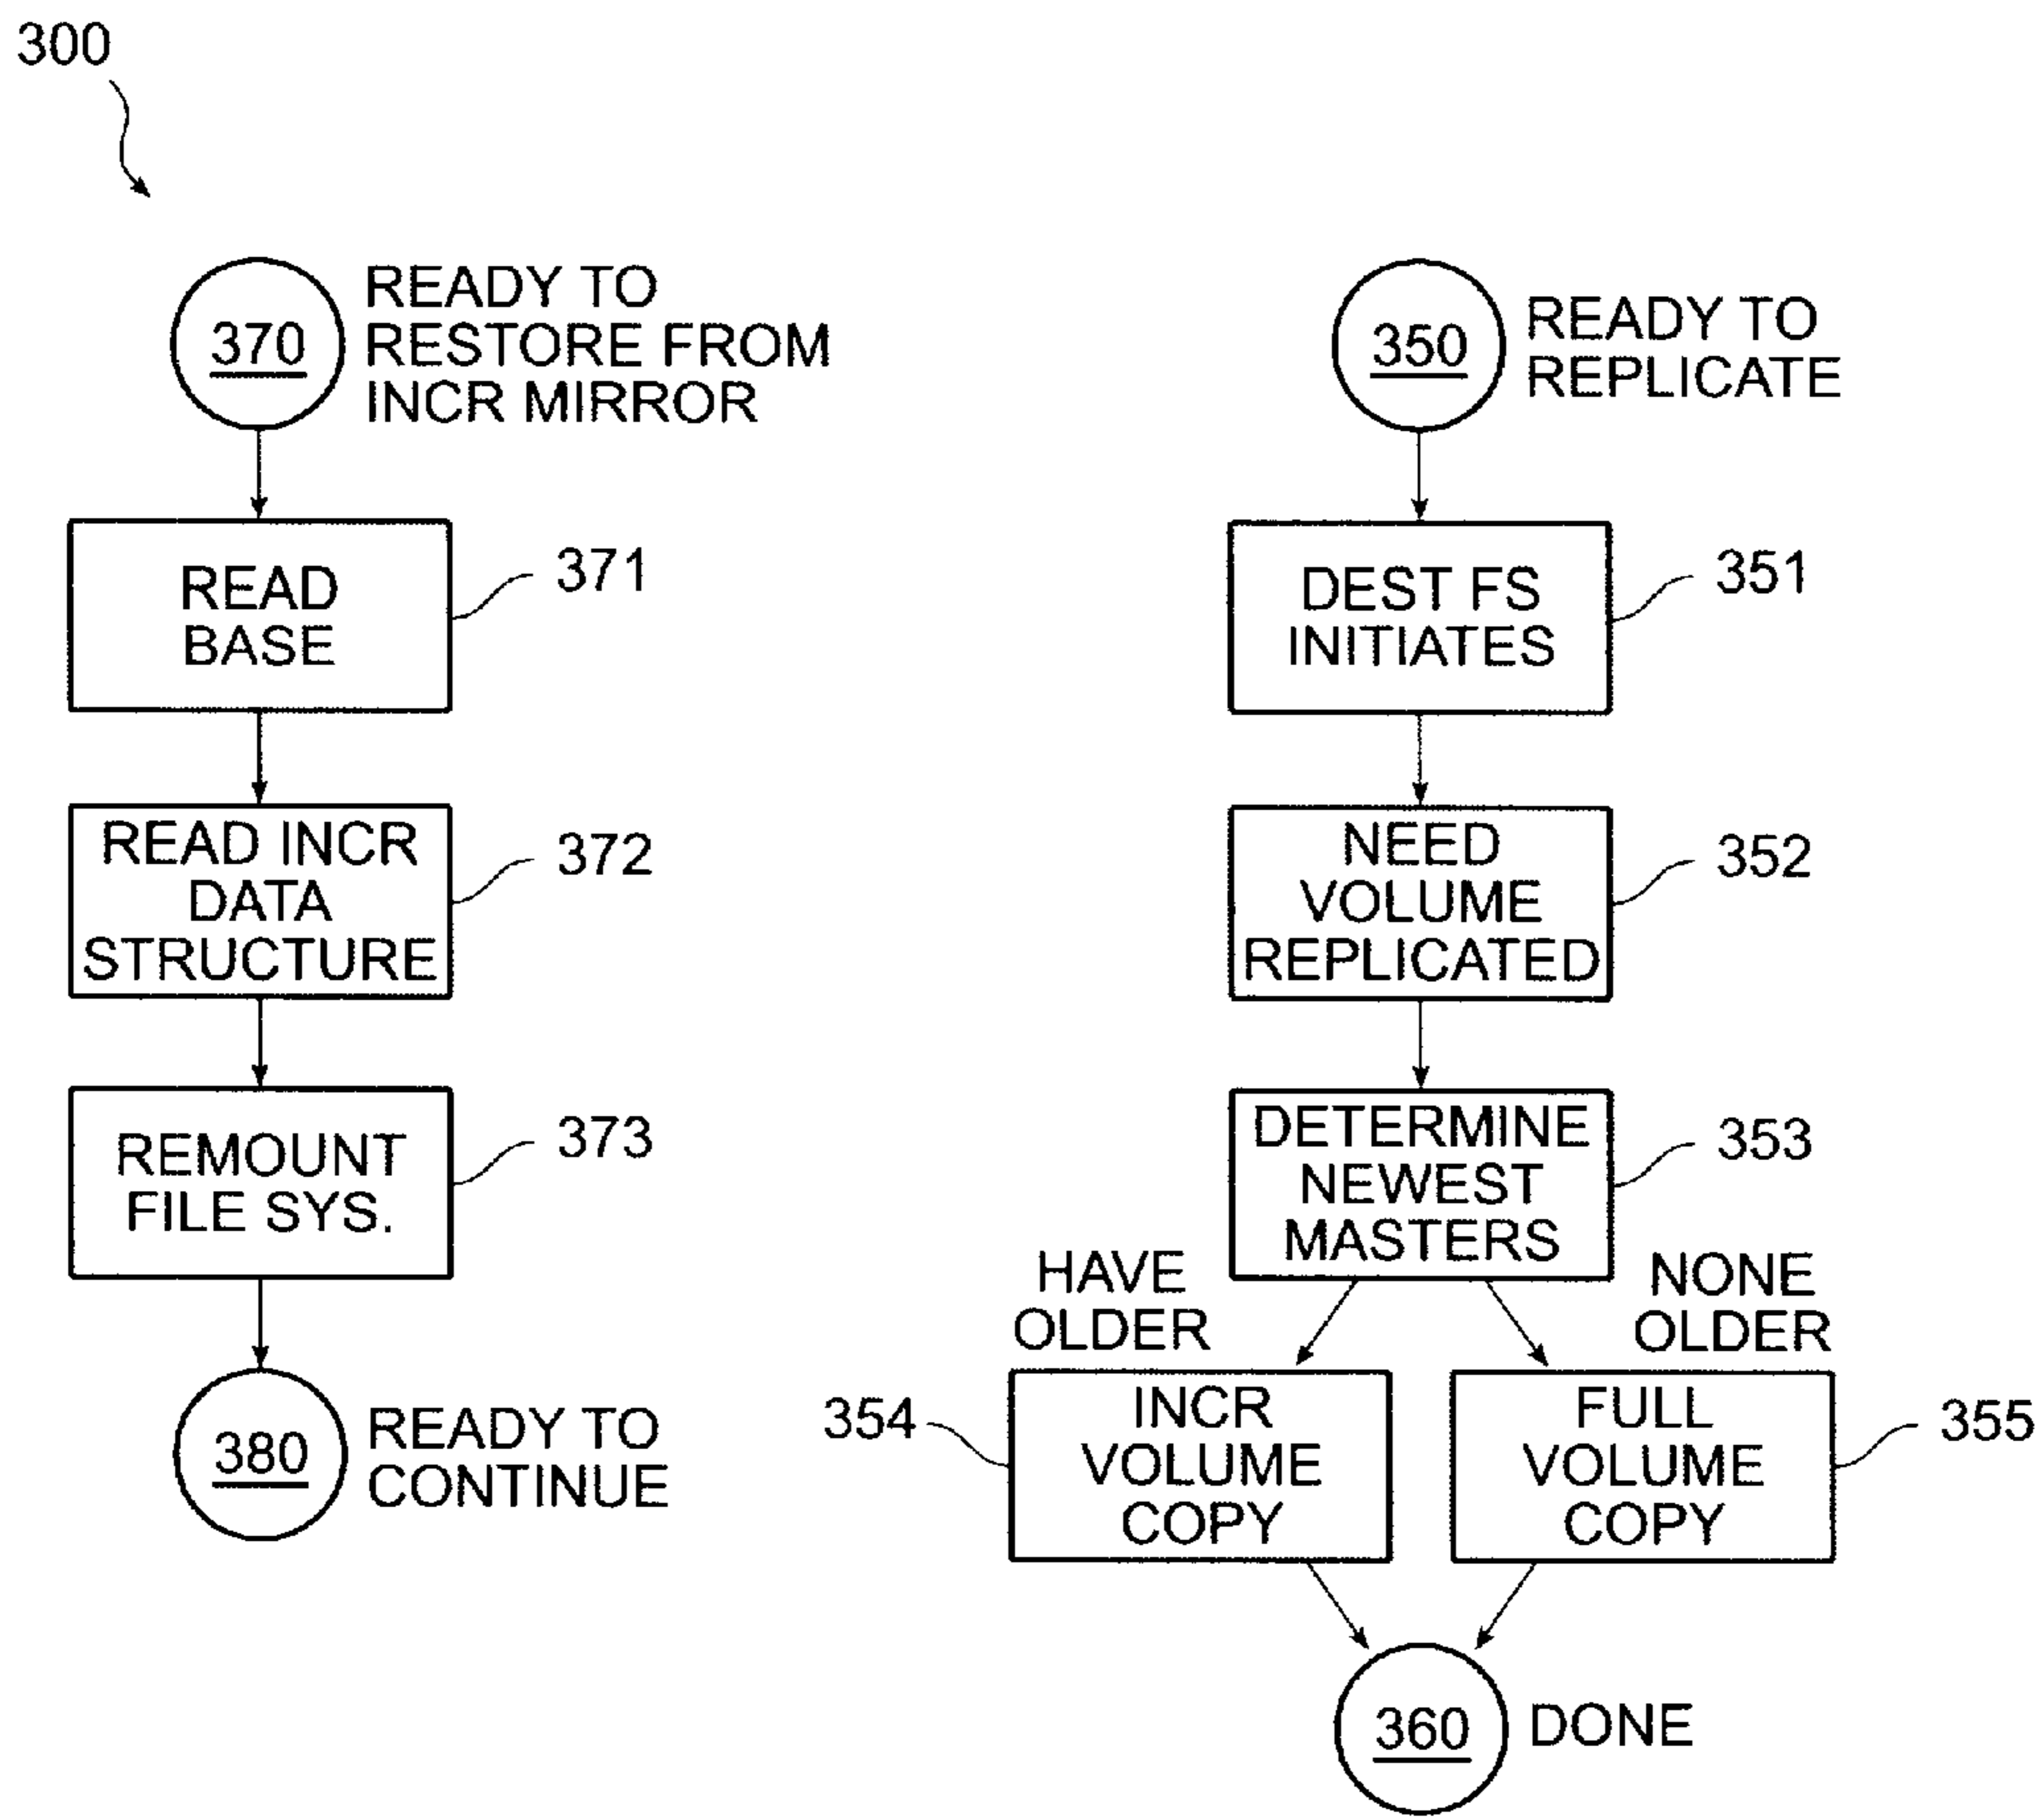 300
370
READY TO
RESTORE FROM
INCR MIRROR
READ
BASE
371
READ INCR
DATA
STRUCTURE
372
REMOUNT
FILE SYS.
373
380
READY TO
CONTINUE
350
READY TO
REPLICATE
DEST FS
INITIATES
351
NEED
VOLUME
REPLICATED
352
DETERMINE
NEWEST
MASTERS
353
HAVE
OLDER
NONE
OLDER
354
INCR
VOLUME
COPY
FULL
VOLUME
COPY
355
360
DONE